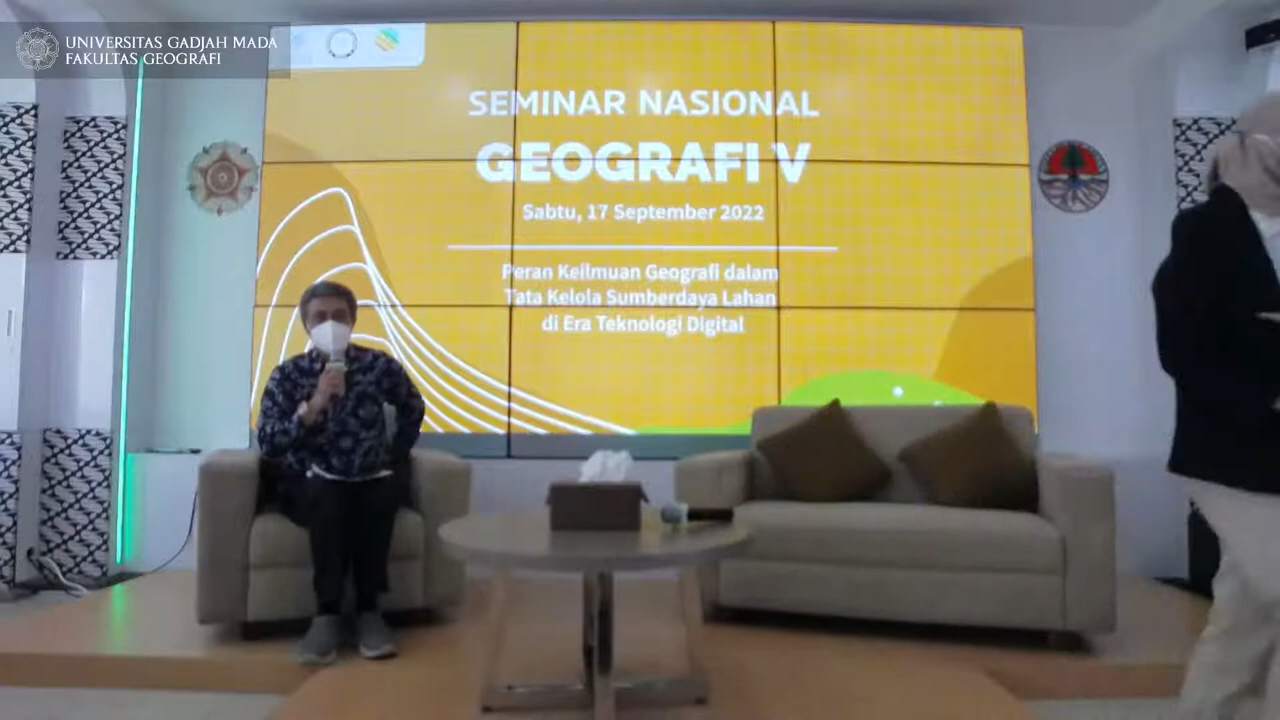 UNIVERSITAS GADJAH MADA
FAKULTAS GEOGRAFI
SEMINAR NASIONAL
GEOGRAFI V
Sabtu, 17 September 2022
Peran Keilmuan Geografi dalam
Tata Kelola Sumberdaya Lahan
di Era Teknologi Digital